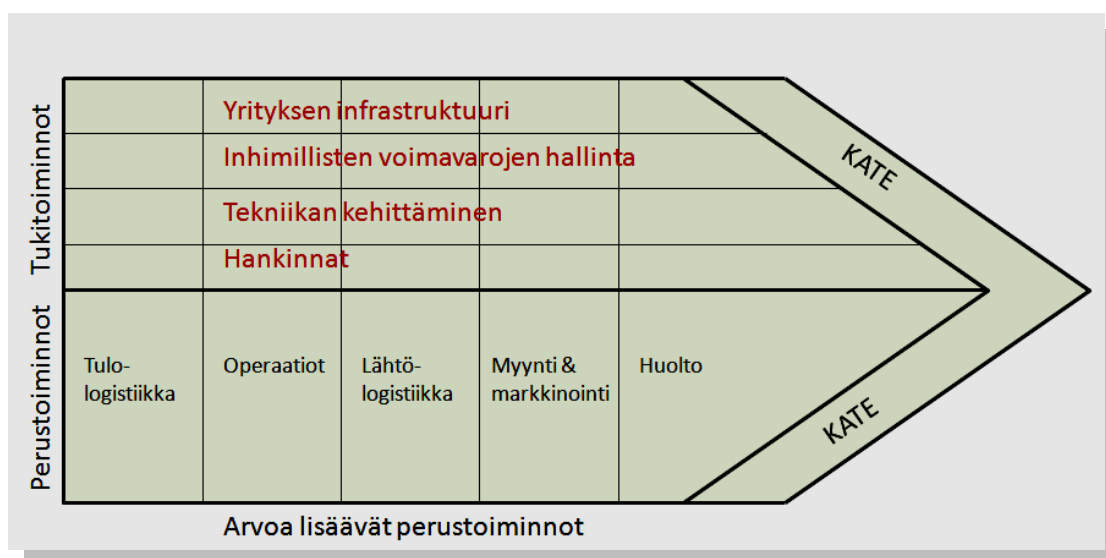 Tukitoiminnot
Yrityksen infrastruktuuri
Inhimillisten voimavarojen hallinta
Tekniikan kehittäminen
Hankinnat
KATE
Perustoiminnot
Tulo-
logistiikka
Operaatiot
Lähtö-
logistiikka
Myynti &
markkinointi
Huolto
KATE
Arvoa lisäävät perustoiminnot